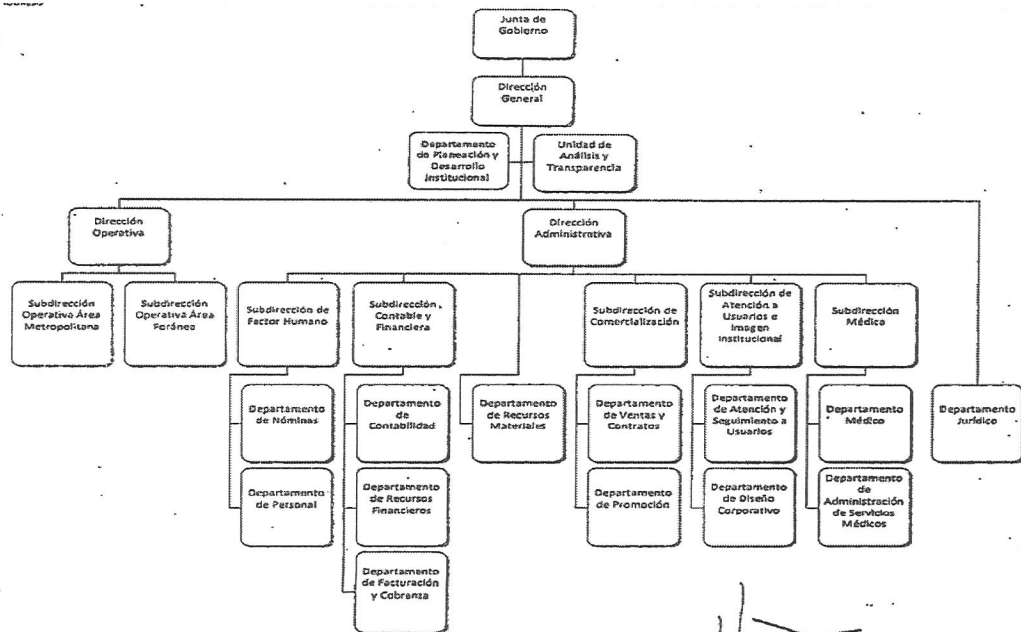 Junta de
Gobierno
Dirección
General
Departamento
de Planeación y
Desarrollo
Institucional
Unidad de
Análisis y
Transparencia
Dirección
Operativa
Dirección
Administrativa
Subdirección
Operativa Área
Metropolitana
Subdirección
Operativa Área
Foránea
Subdirección de
Factor Humano
Subdirección
Contable y
Financiera
Subdirección de
Comercialización
Subdirección de
Atención a
Usuarios e
Imagen
Institucional
Subdirección
Médica
Departamento
de Nóminas
Departamento
de
Contabilidad
Departamento
de Recursos
Materiales
Departamento
de Ventas y
Contratos
Departamento
de Atención y
Seguimiento a
Usuarios
Departamento
Médico
Departamento
Jurídico
Departamento
de Personal
Departamento
de Recursos
Financieros
Departamento
de Promoción
Departamento
de Diseño
Corporativo
Departamento
de
Administración
de Servicios
Médicos
Departamento
de Facturación
y Cobranza